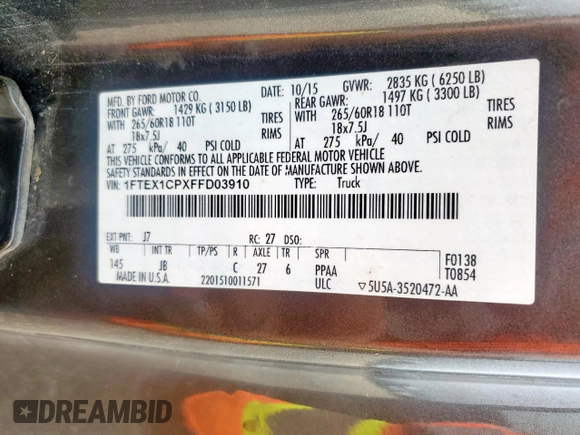 MFD. BY FORD MOTOR CO. DATE: 10/15 GVWR: 2835 KG ( 6250 LB)
FRONT GAWR: 1429 KG ( 3150 LB) REAR GAWR: 1497 KG ( 3300 LB)
WITH 265/60R18 110T TIRES WITH 265/60R18 110T TIRES
18x7.5J RIMS 18x7.5J RIMS
AT 275 kPa/ 40 PSI COLD AT 275 kPa/ 40 PSI COLD
THIS VEHICLE CONFORMS TO ALL APPLICABLE FEDERAL MOTOR VEHICLE
SAFETY STANDARDS IN EFFECT ON THE DATE OF MANUFACTURE SHOWN ABOVE.
VIN: 1FTEX1CPXFFD03910 TYPE: Truck
EXT PNT: J7 RC: 27 DSO:
WB INT TR TP/PS R AXLE TR SPR
145 JB C 27 6 PPAA
F0138
T0854
MADE IN U.S.A. 2201510011571 ULC ▽5U5A-3520472-AA
DREAMBID